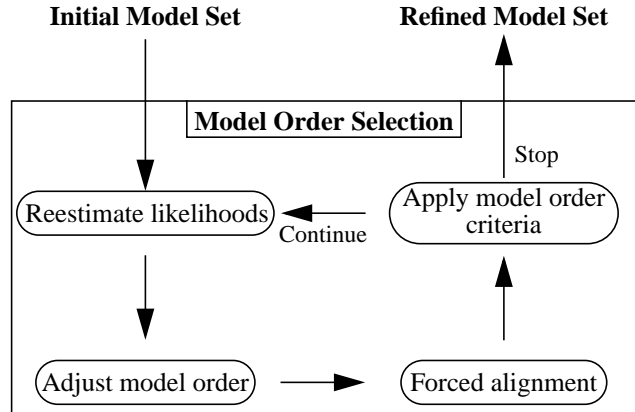 Initial Model Set
Refined Model Set
Model Order Selection
Stop
Reestimate likelihoods
Continue
Apply model order
criteria
Adjust model order
Forced alignment